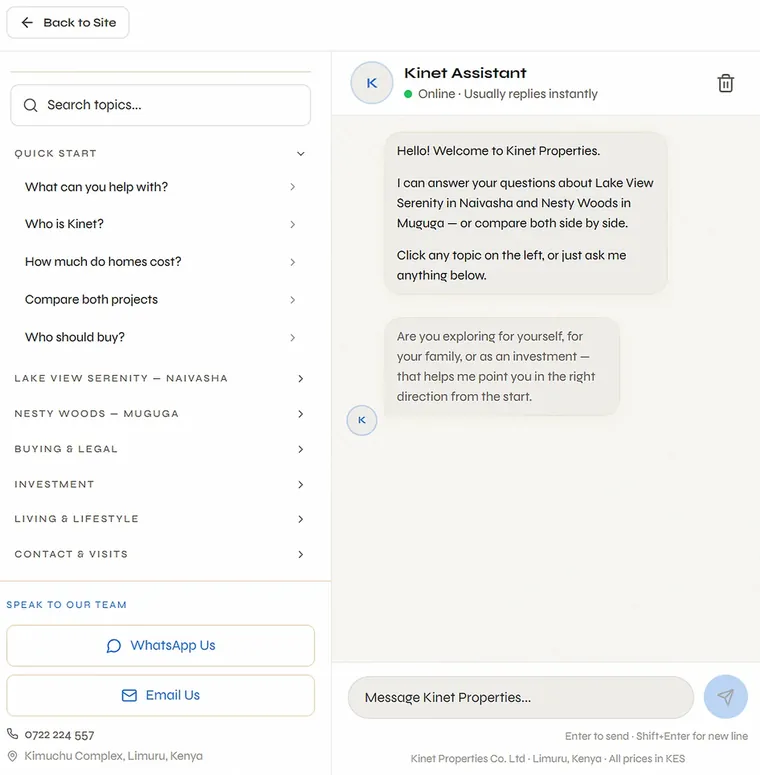 Back to Site
Search topics...
QUICK START
What can you help with?
Who is Kinet?
How much do homes cost?
Compare both projects
Who should buy?
LAKE VIEW SERENITY — NAIVASHA
NESTY WOODS — MUGUGA
BUYING & LEGAL
INVESTMENT
LIVING & LIFESTYLE
CONTACT & VISITS
SPEAK TO OUR TEAM
WhatsApp Us
Email Us
0722 224 557
Kimuchu Complex, Limuru, Kenya
K
Kinet Assistant
Online · Usually replies instantly
Hello! Welcome to Kinet Properties.
I can answer your questions about Lake View
Serenity in Naivasha and Nesty Woods in
Muguga — or compare both side by side.
Click any topic on the left, or just ask me
anything below.
Are you exploring for yourself, for
your family, or as an investment —
that helps me point you in the right
direction from the start.
K
Message Kinet Properties...
Enter to send · Shift+Enter for new line
Kinet Properties Co. Ltd · Limuru, Kenya · All prices in KES